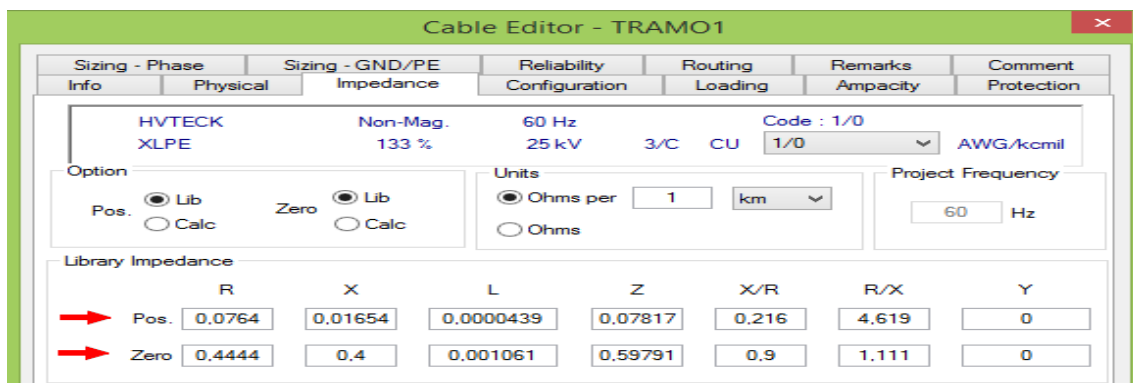 Cable Editor - TRAMO1
Sizing - Phase Sizing - GND/PE Reliability Routing Remarks Comment
Info Physical Impedance Configuration Loading Ampacity Protection
HVTECK Non-Mag. 60 Hz Code : 1/0
XLPE 133 % 25 kV 3/C CU 1/0 AWG/kcmil
Option Units Project Frequency
Pos. Lib Zero Lib Ohms per 1 km 60 Hz
Calc Calc Ohms
Library Impedance
R X L Z X/R R/X Y
Pos. 0,0764 0,01654 0,0000439 0,07817 0,216 4,619 0
Zero 0,4444 0,4 0,001061 0,59791 0,9 1,111 0